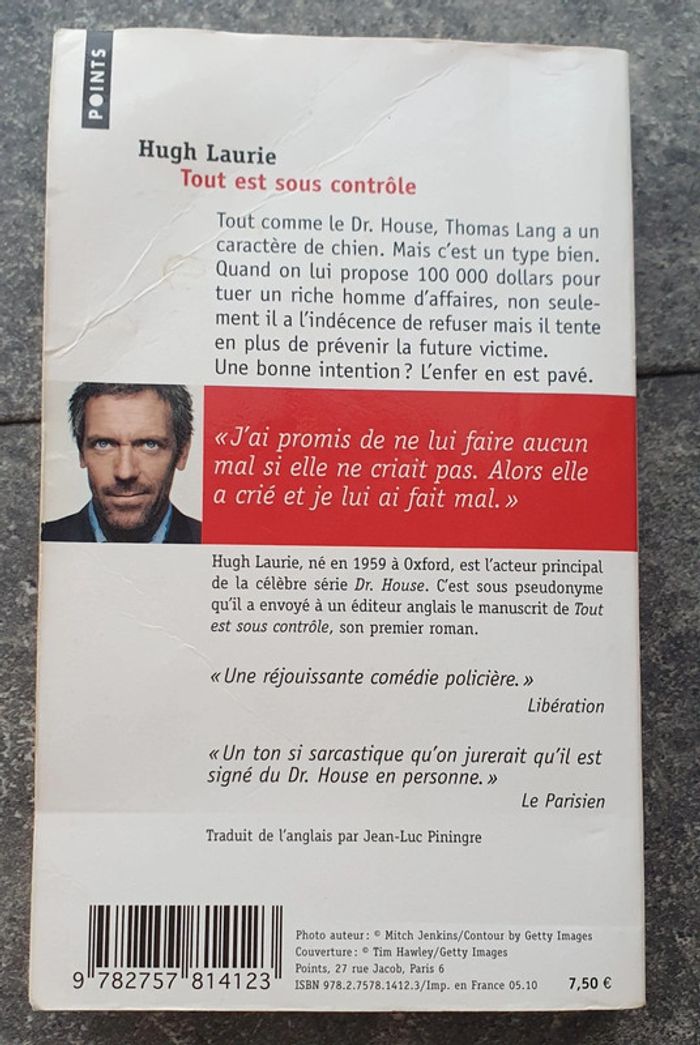 POINTS
Hugh Laurie
Tout est sous contrôle
Tout comme le Dr. House, Thomas Lang a un
caractère de chien. Mais c’est un type bien.
Quand on lui propose 100 000 dollars pour
tuer un riche homme d’affaires, non seule-
ment il a l’indécence de refuser mais il tente
en plus de prévenir la future victime.
Une bonne intention ? L’enfer en est pavé.
« J’ai promis de ne lui faire aucun
mal si elle ne criait pas. Alors elle
a crié et je lui ai fait mal. »
Hugh Laurie, né en 1959 à Oxford, est l’acteur principal
de la célèbre série Dr. House. C’est sous pseudonyme
qu’il a envoyé à un éditeur anglais le manuscrit de Tout
est sous contrôle, son premier roman.
« Une réjouissante comédie policière. »
Libération
« Un ton si sarcastique qu’on jurerait qu’il est
signé du Dr. House en personne. »
Le Parisien
Traduit de l’anglais par Jean-Luc Piningre
Photo auteur : © Mitch Jenkins/Contour by Getty Images
Couverture : © Tim Hawley/Getty Images
Points, 27 rue Jacob, Paris 6
ISBN 978.2.7578.1412.3/Imp. en France 05.10
7,50 €
9 782757 814123